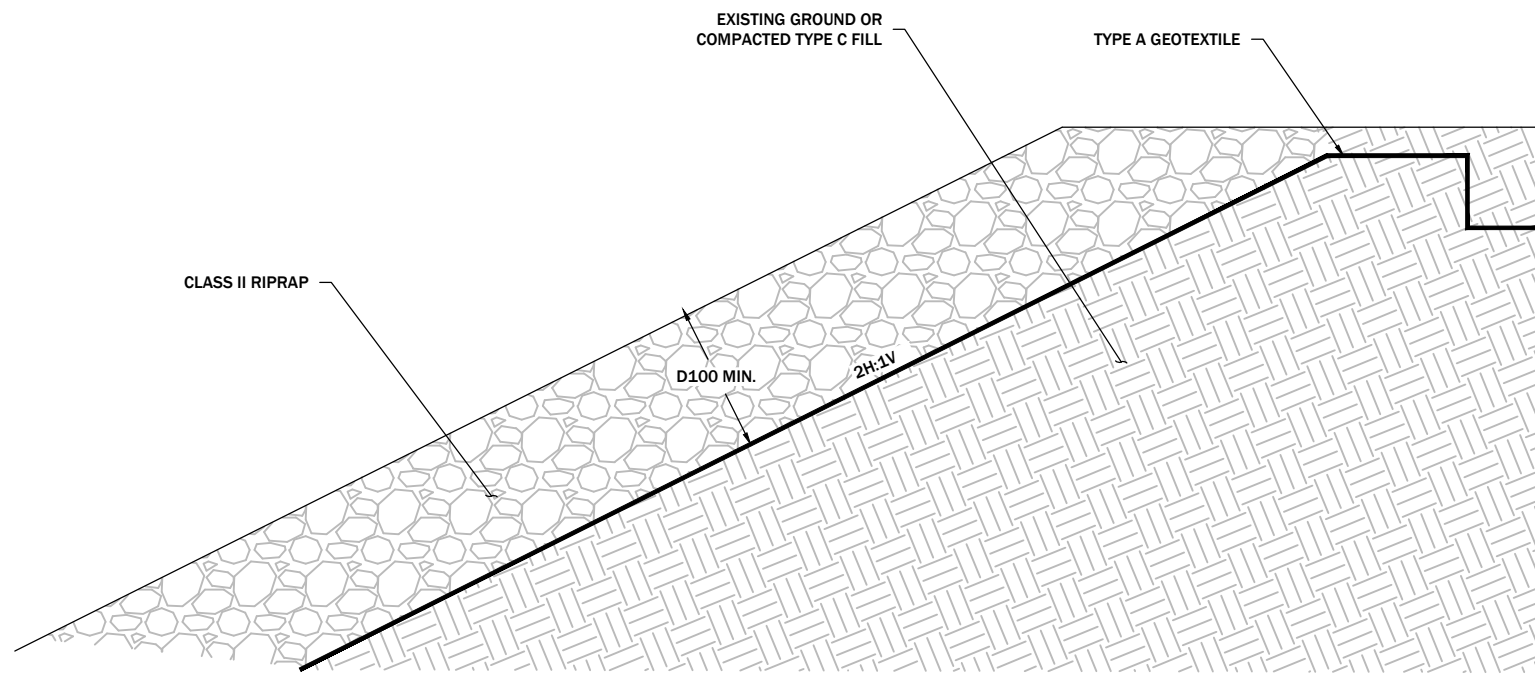 EXISTING GROUND OR
COMPACTED TYPE C FILL
TYPE A GEOTEXTILE
CLASS II RIPRAP
D100 MIN.
2H:1V